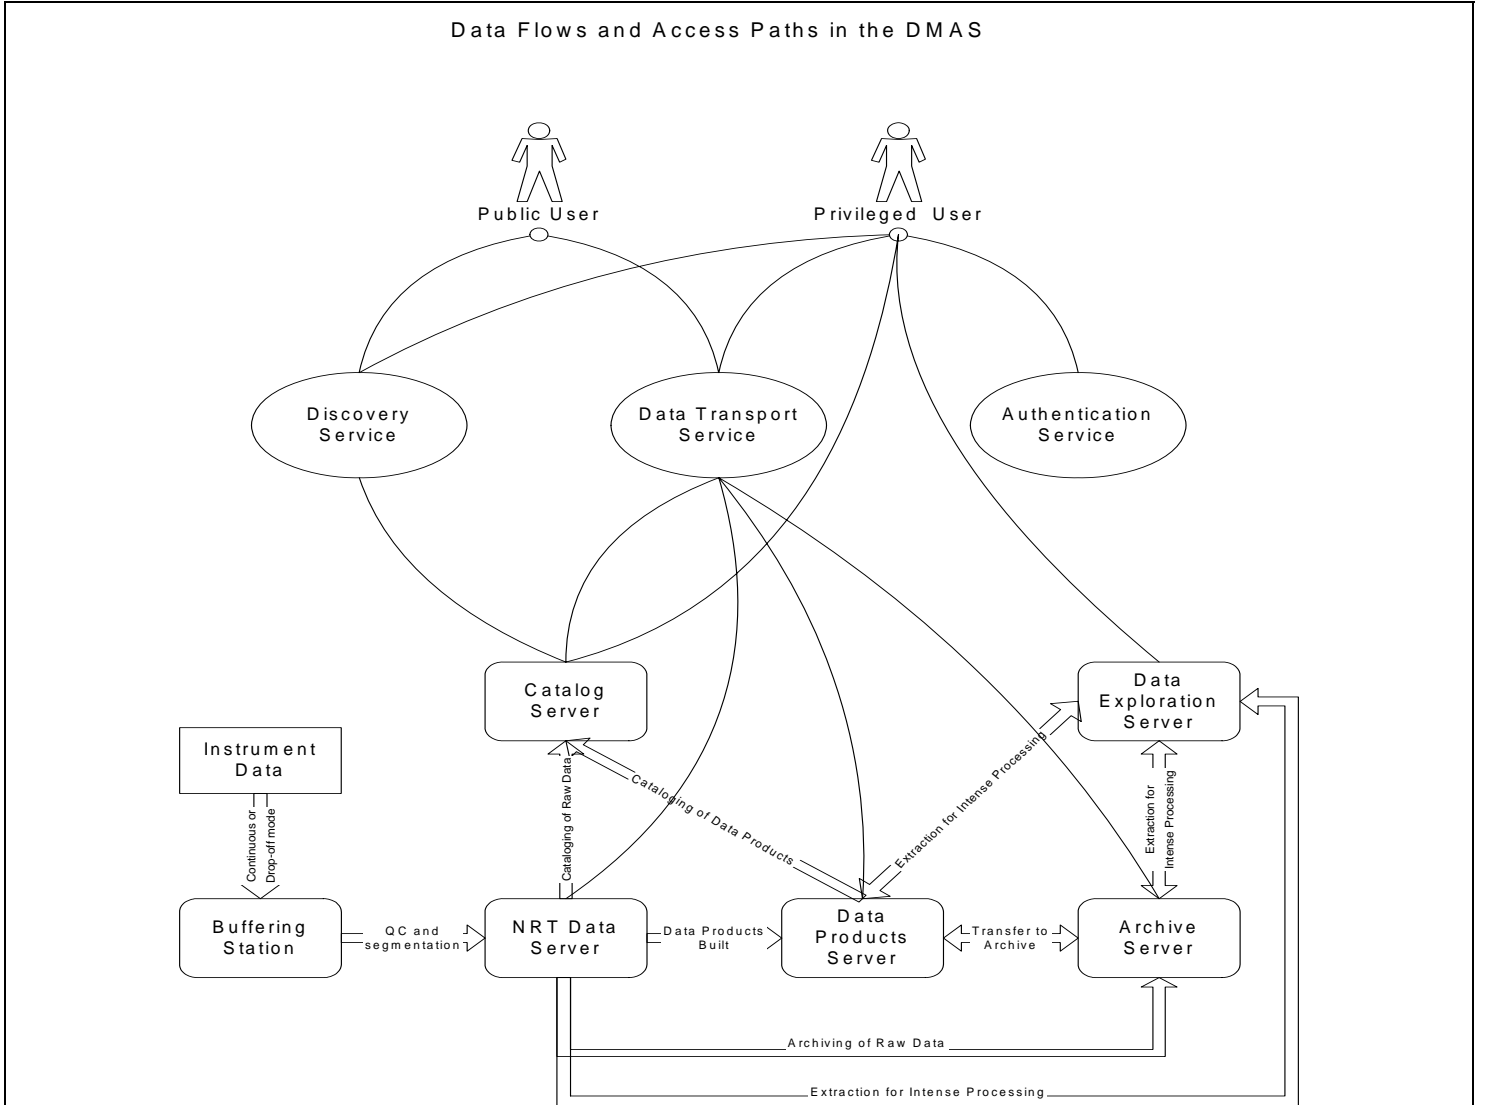 Data Flows and Access Paths in the DMAS
Public User
Privileged User
Discovery
Service
Data Transport
Service
Authentication
Service
Catalog
Server
Data
Exploration
Server
Instrument
Data
Continuous or
Drop-off mode
Cataloging of Raw Data
Cataloging of Data Products
Extraction for Intense Processing
Extraction for
Intense Processing
Buffering
Station
QC and
segmentation
NRT Data
Server
Data Products
Built
Data
Products
Server
Transfer to
Archive
Archive
Server
Archiving of Raw Data
Extraction for Intense Processing